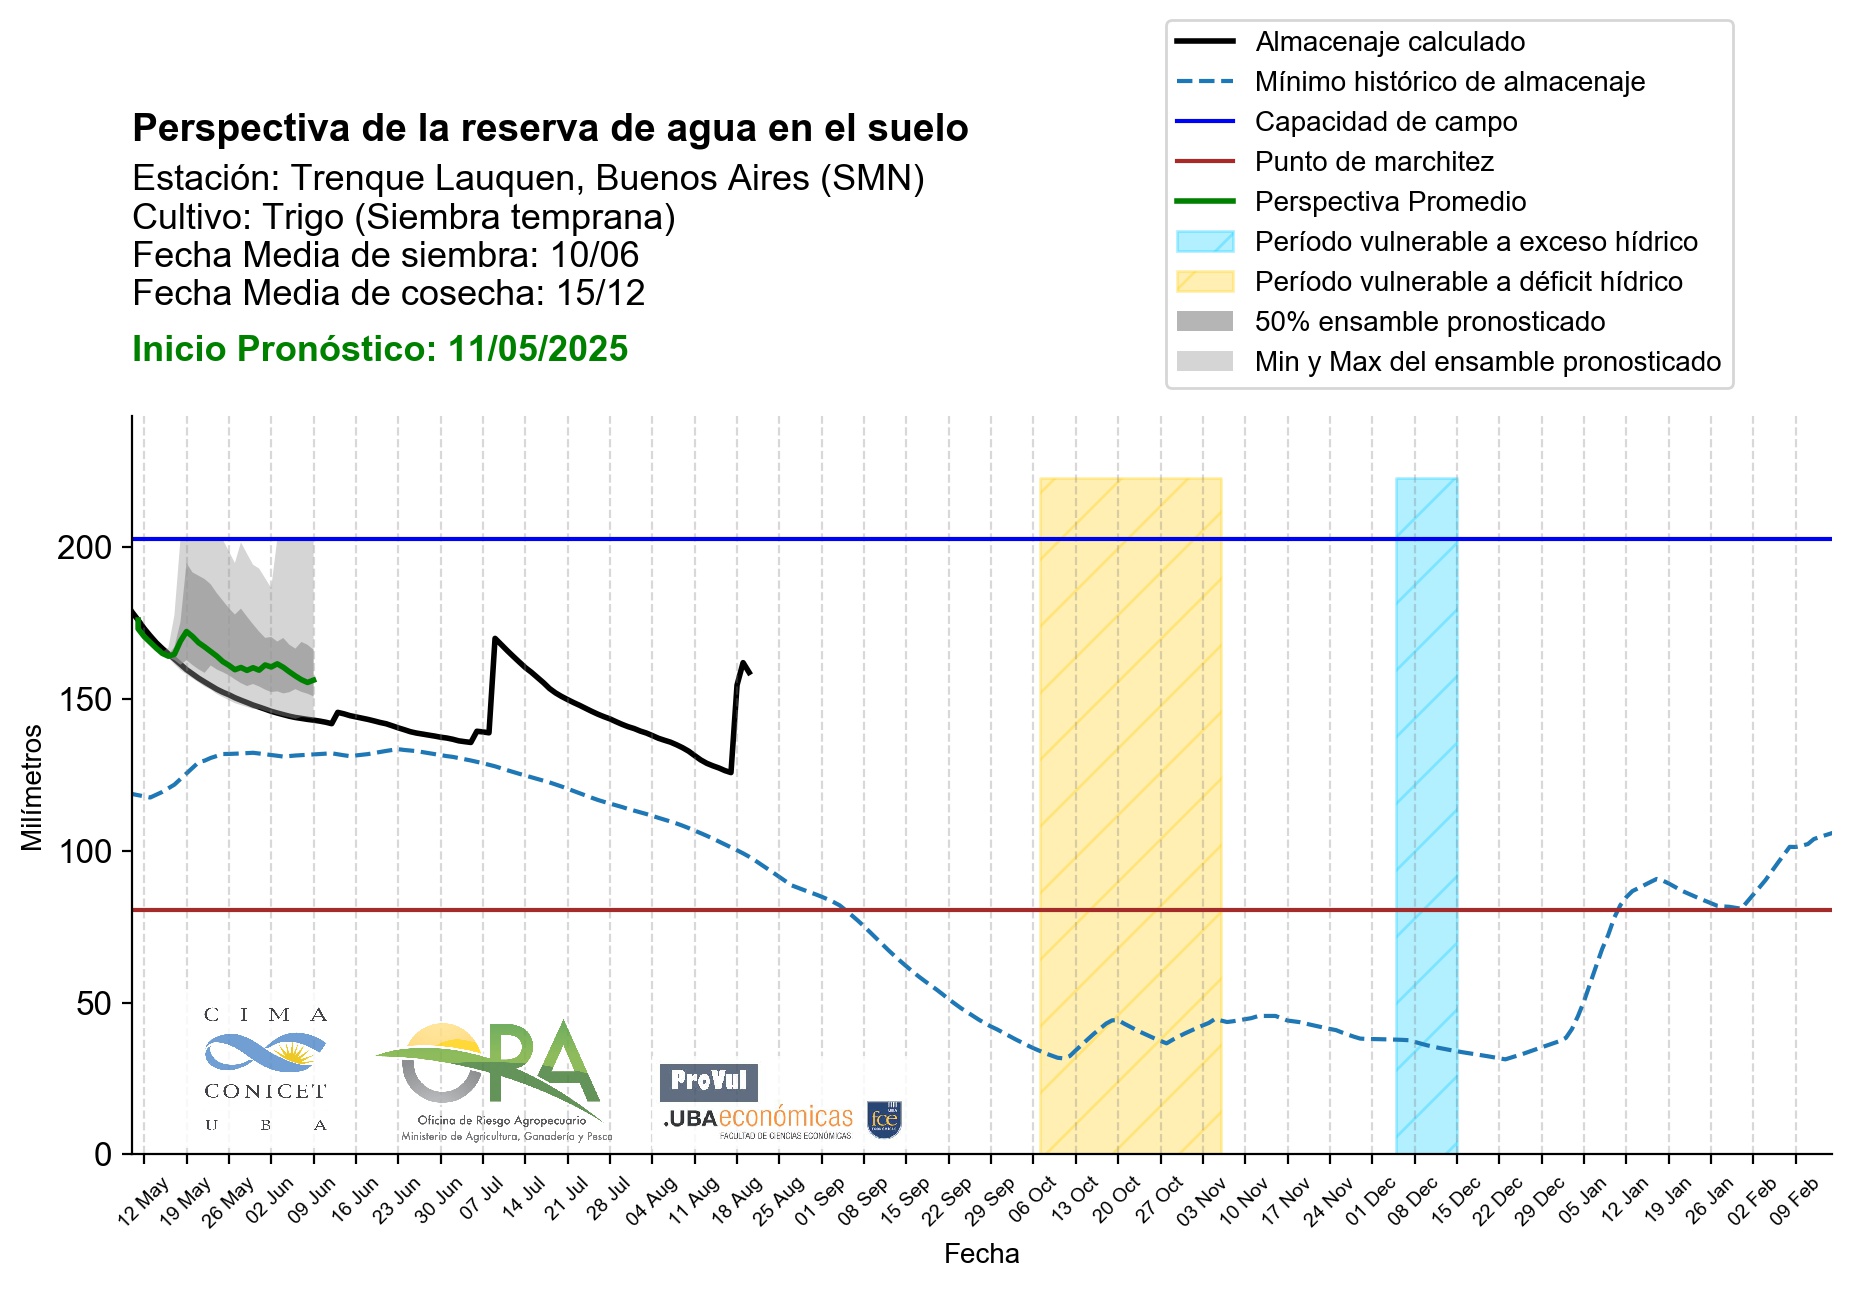 Almacenaje calculado
Mínimo histórico de almacenaje
Capacidad de campo
Punto de marchitez
Perspectiva Promedio
Período vulnerable a exceso hídrico
Período vulnerable a déficit hídrico
50% ensamble pronosticado
Min y Max del ensamble pronosticado
Perspectiva de la reserva de agua en el suelo
Estación: Trenque Lauquen, Buenos Aires (SMN)
Cultivo: Trigo (Siembra temprana)
Fecha Media de siembra: 10/06
Fecha Media de cosecha: 15/12
Inicio Pronóstico: 11/05/2025
Milímetros
200
150
100
50
0
CIMA
CONICET
UBA
ORA
Oficina de Riesgo Agropecuario
Ministerio de Agricultura, Ganadería y Pesca
ProVul
.UBAeconómicas
FACULTAD DE CIENCIAS ECONÓMICAS
UBA
fce
ECONÓMICAS
12 May
19 May
26 May
02 Jun
09 Jun
16 Jun
23 Jun
30 Jun
07 Jul
14 Jul
21 Jul
28 Jul
04 Aug
11 Aug
18 Aug
25 Aug
01 Sep
08 Sep
15 Sep
22 Sep
29 Sep
06 Oct
13 Oct
20 Oct
27 Oct
03 Nov
10 Nov
17 Nov
24 Nov
01 Dec
08 Dec
15 Dec
22 Dec
29 Dec
05 Jan
12 Jan
19 Jan
26 Jan
02 Feb
09 Feb
Fecha